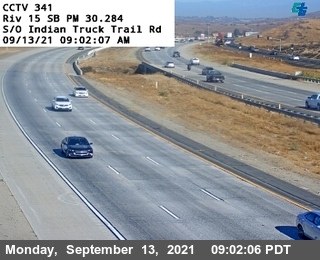 CCTV 341
Riv 15 SB PM 30.284
S/O Indian Truck Trail Rd
09/13/21 09:02:07 AM
Monday, September 13, 2021 09:02:06 PDT